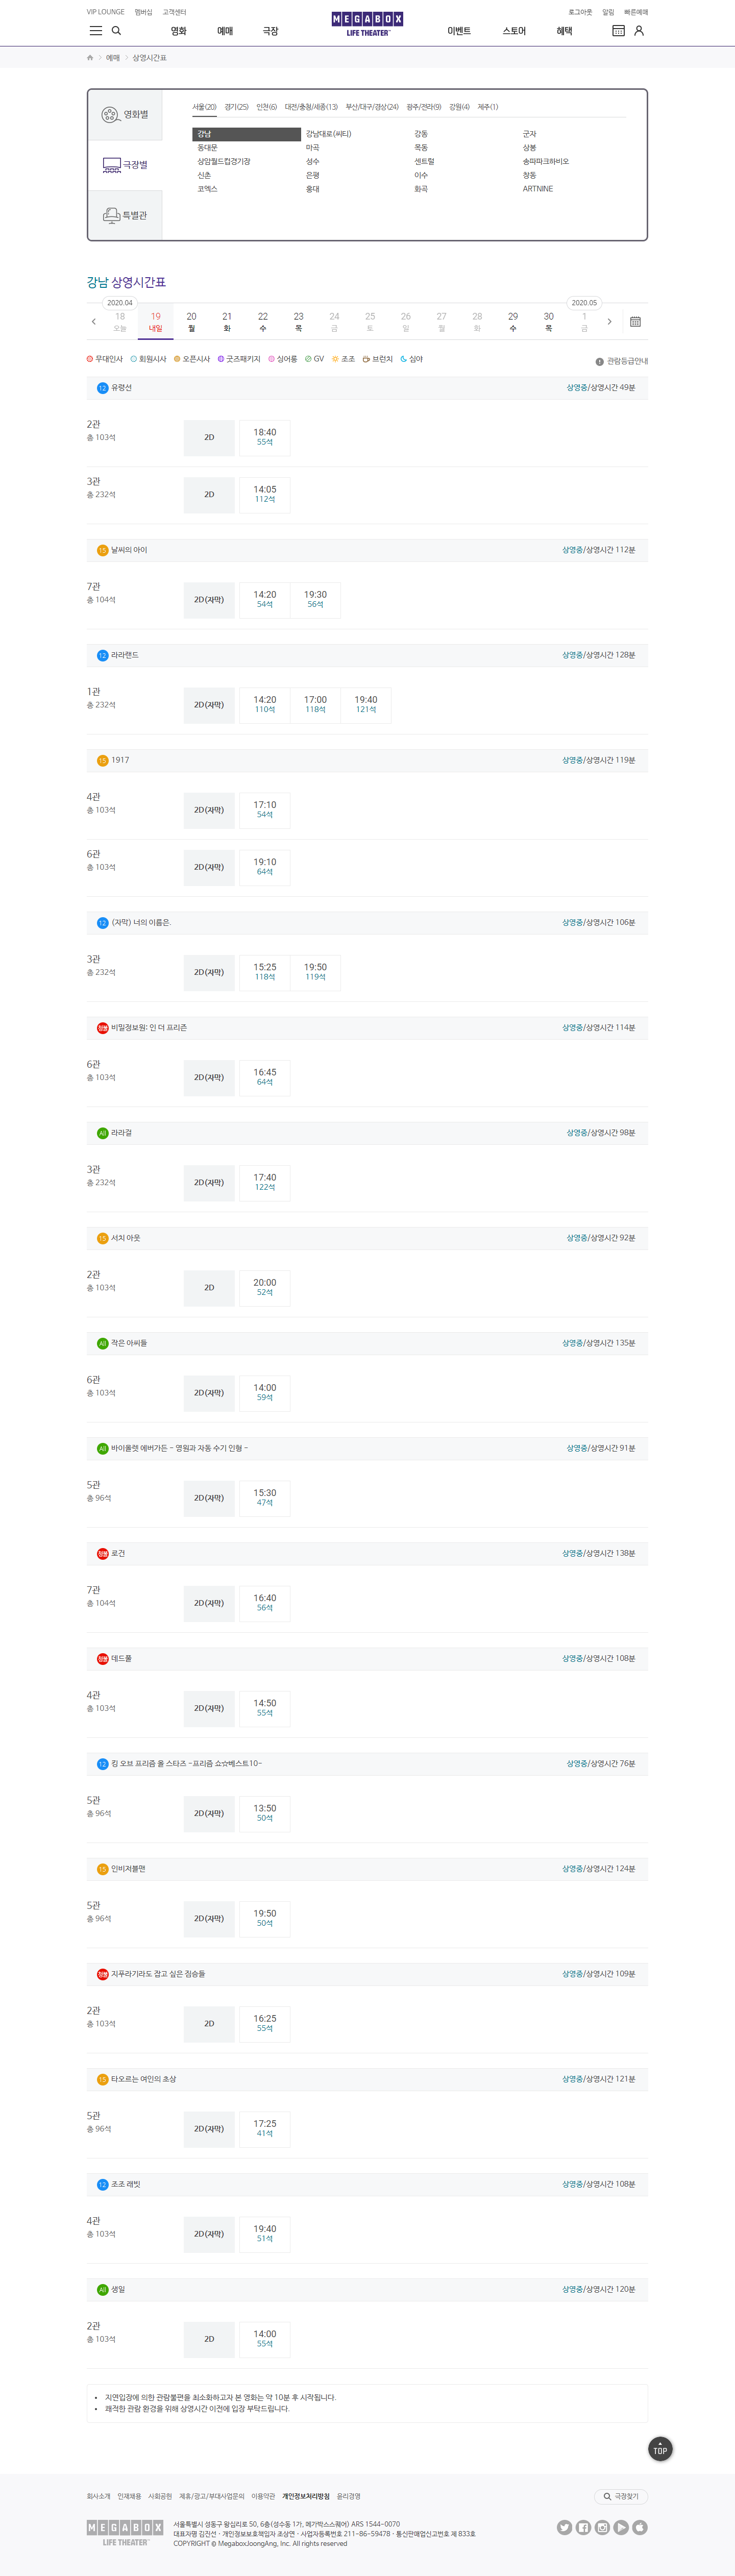 VIP LOUNGE 멤버십 고객센터
로그아웃 알림 빠른예매
영화 예매 극장
MEGABOX
LIFE THEATER
이벤트 스토어 혜택
예매 상영시간표
영화별
극장별
특별관
서울(20) 경기(25) 인천(6) 대전/충청/세종(13) 부산/대구/경상(24) 광주/전라(9) 강원(4) 제주(1)
강남 강남대로(씨티) 강동 군자
동대문 마곡 목동 상봉
상암월드컵경기장 성수 센트럴 송파파크하비오
신촌 은평 이수 창동
코엑스 홍대 화곡 ARTNINE
강남 상영시간표
2020.04 2020.05
18 19 20 21 22 23 24 25 26 27 28 29 30 1
오늘 내일 월 화 수 목 금 토 일 월 화 수 목 금
무대인사 회원시사 오픈시사 굿즈패키지 싱어롱 GV 조조 브런치 심야
관람등급안내
12 유령선 상영중/상영시간 49분
2관
총 103석
2D
18:40
55석
3관
총 232석
2D
14:05
112석
15 날씨의 아이 상영중/상영시간 112분
7관
총 104석
2D(자막)
14:20 19:30
54석 56석
12 라라랜드 상영중/상영시간 128분
1관
총 232석
2D(자막)
14:20 17:00 19:40
110석 118석 121석
15 1917 상영중/상영시간 119분
4관
총 103석
2D(자막)
17:10
54석
6관
총 103석
2D(자막)
19:10
64석
12 (자막) 너의 이름은. 상영중/상영시간 106분
3관
총 232석
2D(자막)
15:25 19:50
118석 119석
청불 비밀정보원: 인 더 프리즌 상영중/상영시간 114분
6관
총 103석
2D(자막)
16:45
64석
All 라라걸 상영중/상영시간 98분
3관
총 232석
2D(자막)
17:40
122석
15 서치 아웃 상영중/상영시간 92분
2관
총 103석
2D
20:00
52석
All 작은 아씨들 상영중/상영시간 135분
6관
총 103석
2D(자막)
14:00
59석
All 바이올렛 에버가든 - 영원과 자동 수기 인형 - 상영중/상영시간 91분
5관
총 96석
2D(자막)
15:30
47석
청불 로건 상영중/상영시간 138분
7관
총 104석
2D(자막)
16:40
56석
청불 데드풀 상영중/상영시간 108분
4관
총 103석
2D(자막)
14:50
55석
12 킹 오브 프리즘 올 스타즈 -프리즘 쇼☆베스트10- 상영중/상영시간 76분
5관
총 96석
2D(자막)
13:50
50석
15 인비저블맨 상영중/상영시간 124분
5관
총 96석
2D(자막)
19:50
50석
청불 지푸라기라도 잡고 싶은 짐승들 상영중/상영시간 109분
2관
총 103석
2D
16:25
55석
15 타오르는 여인의 초상 상영중/상영시간 121분
5관
총 96석
2D(자막)
17:25
41석
12 조조 래빗 상영중/상영시간 108분
4관
총 103석
2D(자막)
19:40
51석
All 생일 상영중/상영시간 120분
2관
총 103석
2D
14:00
55석
• 지연입장에 의한 관람불편을 최소화하고자 본 영화는 약 10분 후 시작됩니다.
• 쾌적한 관람 환경을 위해 상영시간 이전에 입장 부탁드립니다.
TOP
회사소개 인재채용 사회공헌 제휴/광고/부대사업문의 이용약관 개인정보처리방침 윤리경영
극장찾기
MEGABOX
LIFE THEATER
서울특별시 성동구 왕십리로 50, 6층(성수동 1가, 메가박스스퀘어) ARS 1544-0070
대표자명 김진선 · 개인정보보호책임자 조상연 · 사업자등록번호 211-86-59478 · 통신판매업신고번호 제 833호
COPYRIGHT © MegaboxJoongAng, Inc. All rights reserved